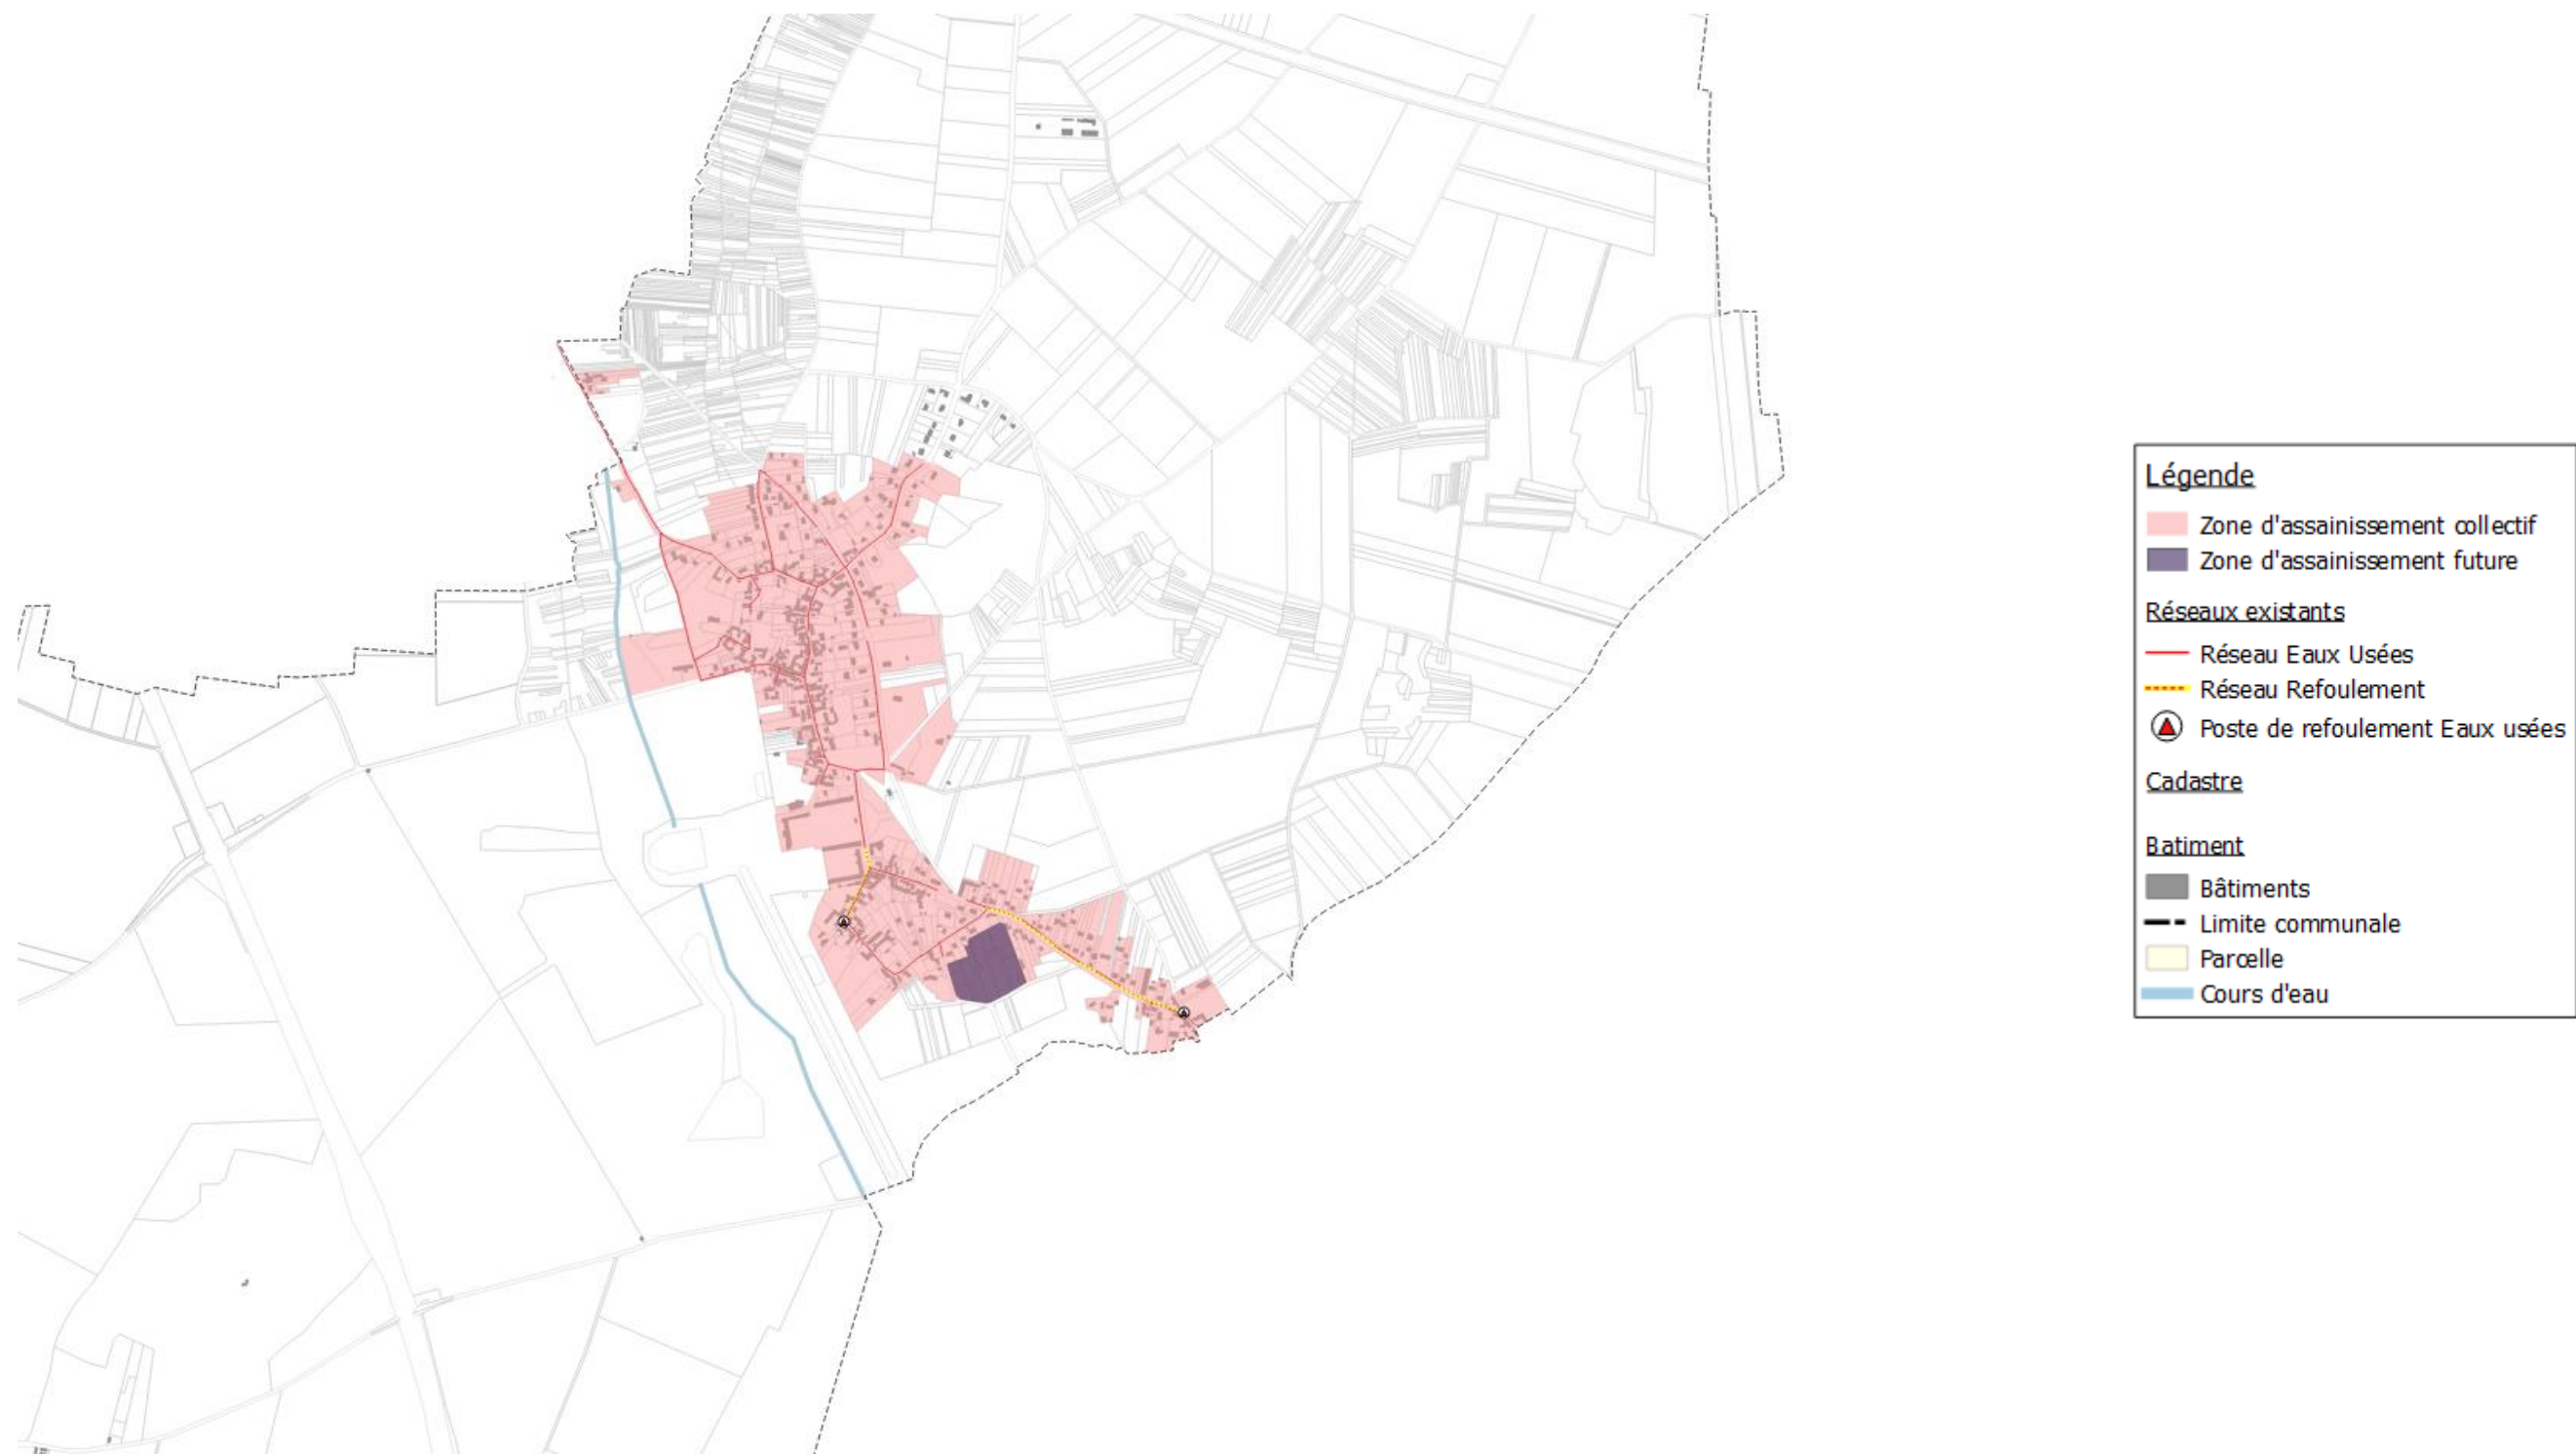 Légende
Zone d'assainissement collectif
Zone d'assainissement future
Réseaux existants
Réseau Eaux Usées
Réseau Refoulement
Poste de refoulement Eaux usées
Cadastre
Batiment
Bâtiments
Limite communale
Parcelle
Cours d'eau